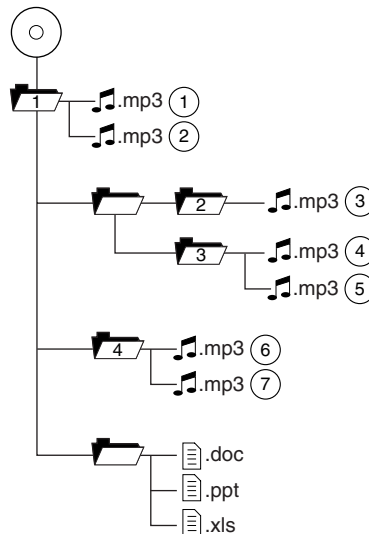 1 .mp3 1
.mp3 2
2 .mp3 3
3 .mp3 4
.mp3 5
4 .mp3 6
.mp3 7
.doc
.ppt
.xls